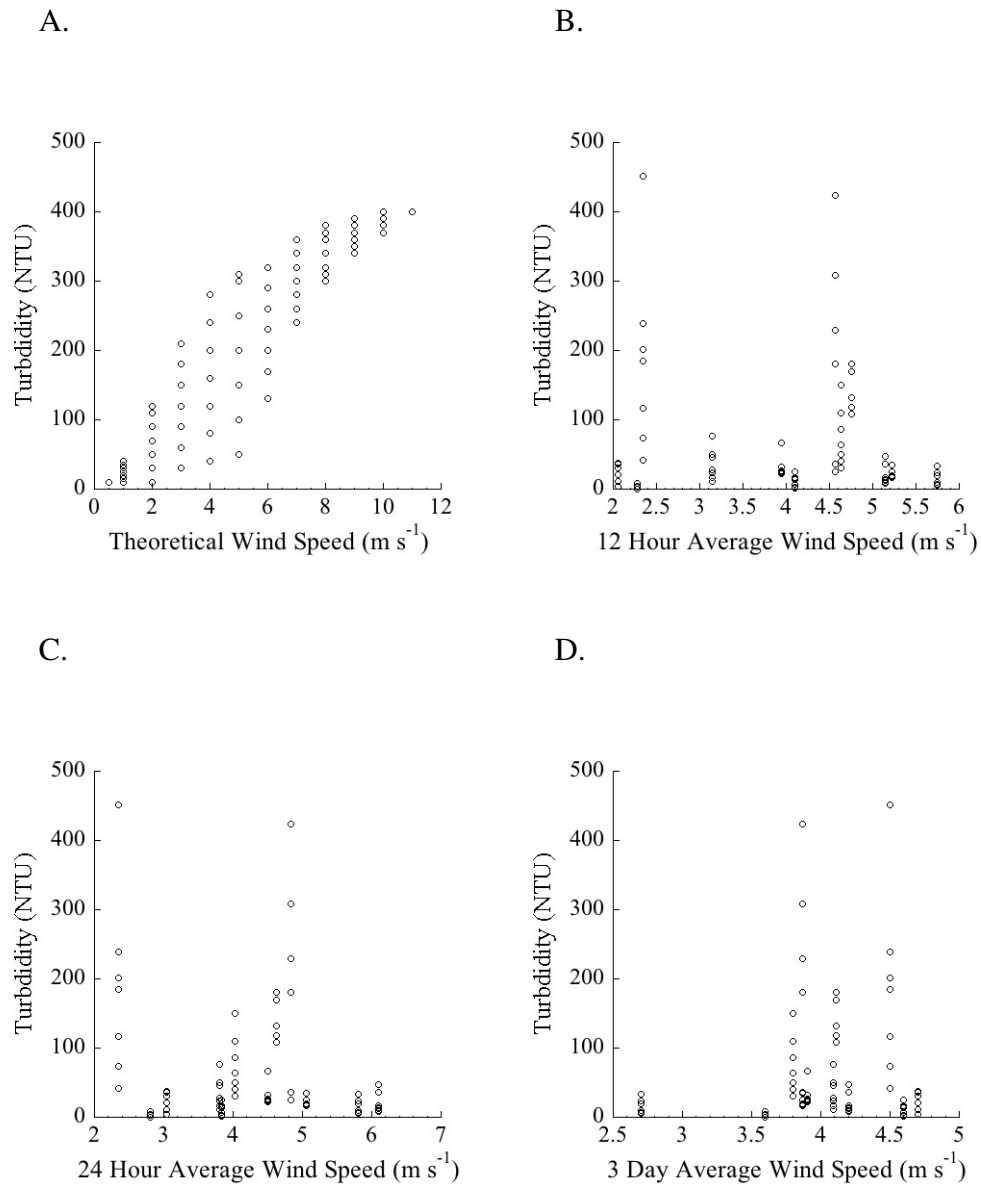 A.
B.
500
400
300
200
100
0
Turbdidity (NTU)
0 2 4 6 8 10 12
Theoretical Wind Speed (m s-1)
500
400
300
200
100
0
Turbdidity (NTU)
2 2.5 3 3.5 4 4.5 5 5.5 6
12 Hour Average Wind Speed (m s-1)
C.
D.
500
400
300
200
100
0
Turbdidity (NTU)
2 3 4 5 6 7
24 Hour Average Wind Speed (m s-1)
500
400
300
200
100
0
Turbdidity (NTU)
2.5 3 3.5 4 4.5 5
3 Day Average Wind Speed (m s-1)